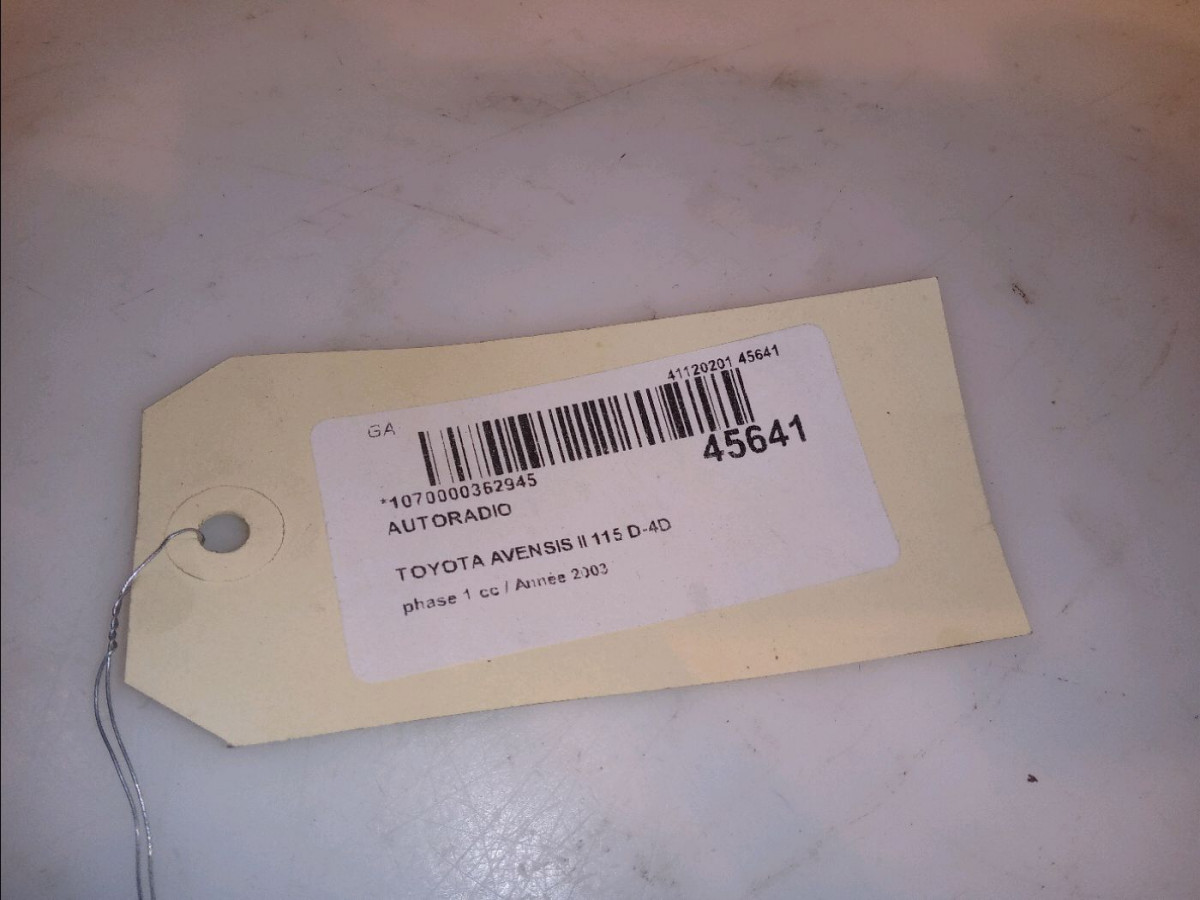 41120201 45641
GA
45641
*1070000362945
AUTORADIO
TOYOTA AVENSIS II 115 D-4D
phase 1 cc / Année 2003